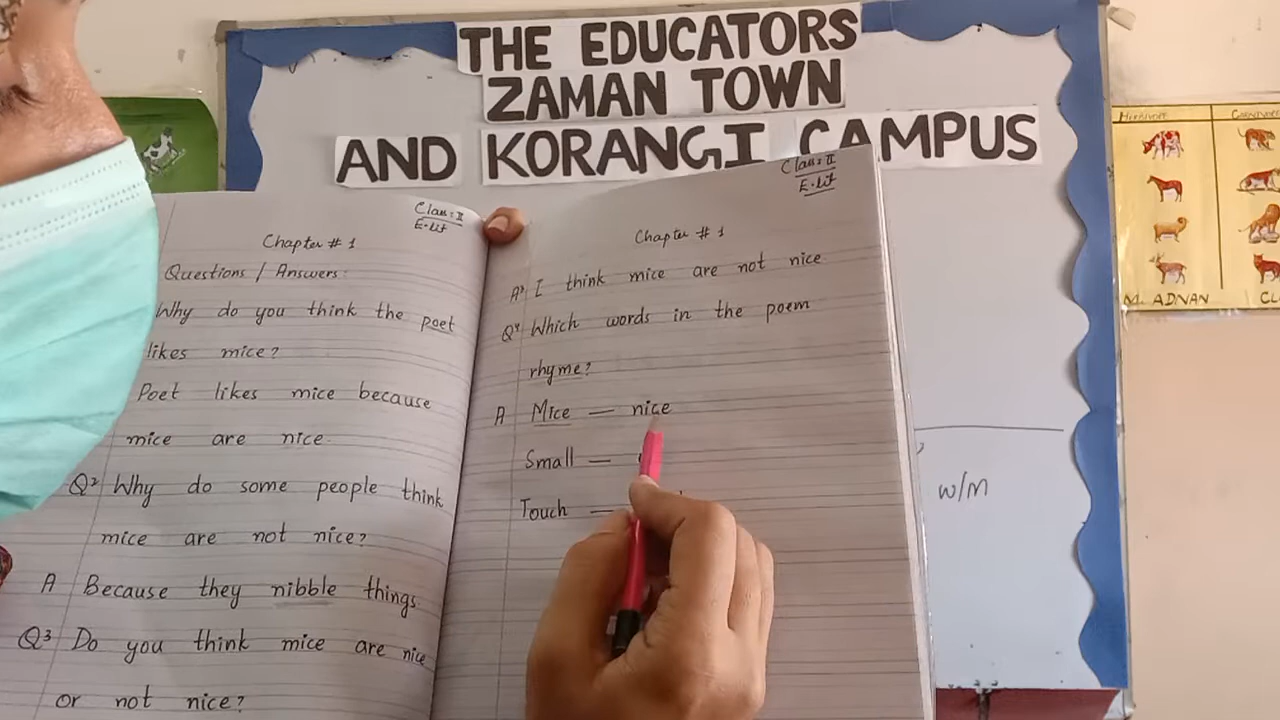 THE EDUCATORS
ZAMAN TOWN
AND KORANGI CAMPUS
Class: II
E.lit
Chapter # 1
Questions / Answers:
Why do you think the poet
likes mice?
Poet likes mice because
mice are nice.
Q2 Why do some people think
mice are not nice?
A Because they nibble things.
Q3 Do you think mice are nice
or not nice?
Class: II
E.lit
Chapter # 1
A3 I think mice are not nice
Q4 Which words in the poem
rhyme?
A Mice — nice
Small —
Touch —
w/m
HERBIVORE
M. ADNAN